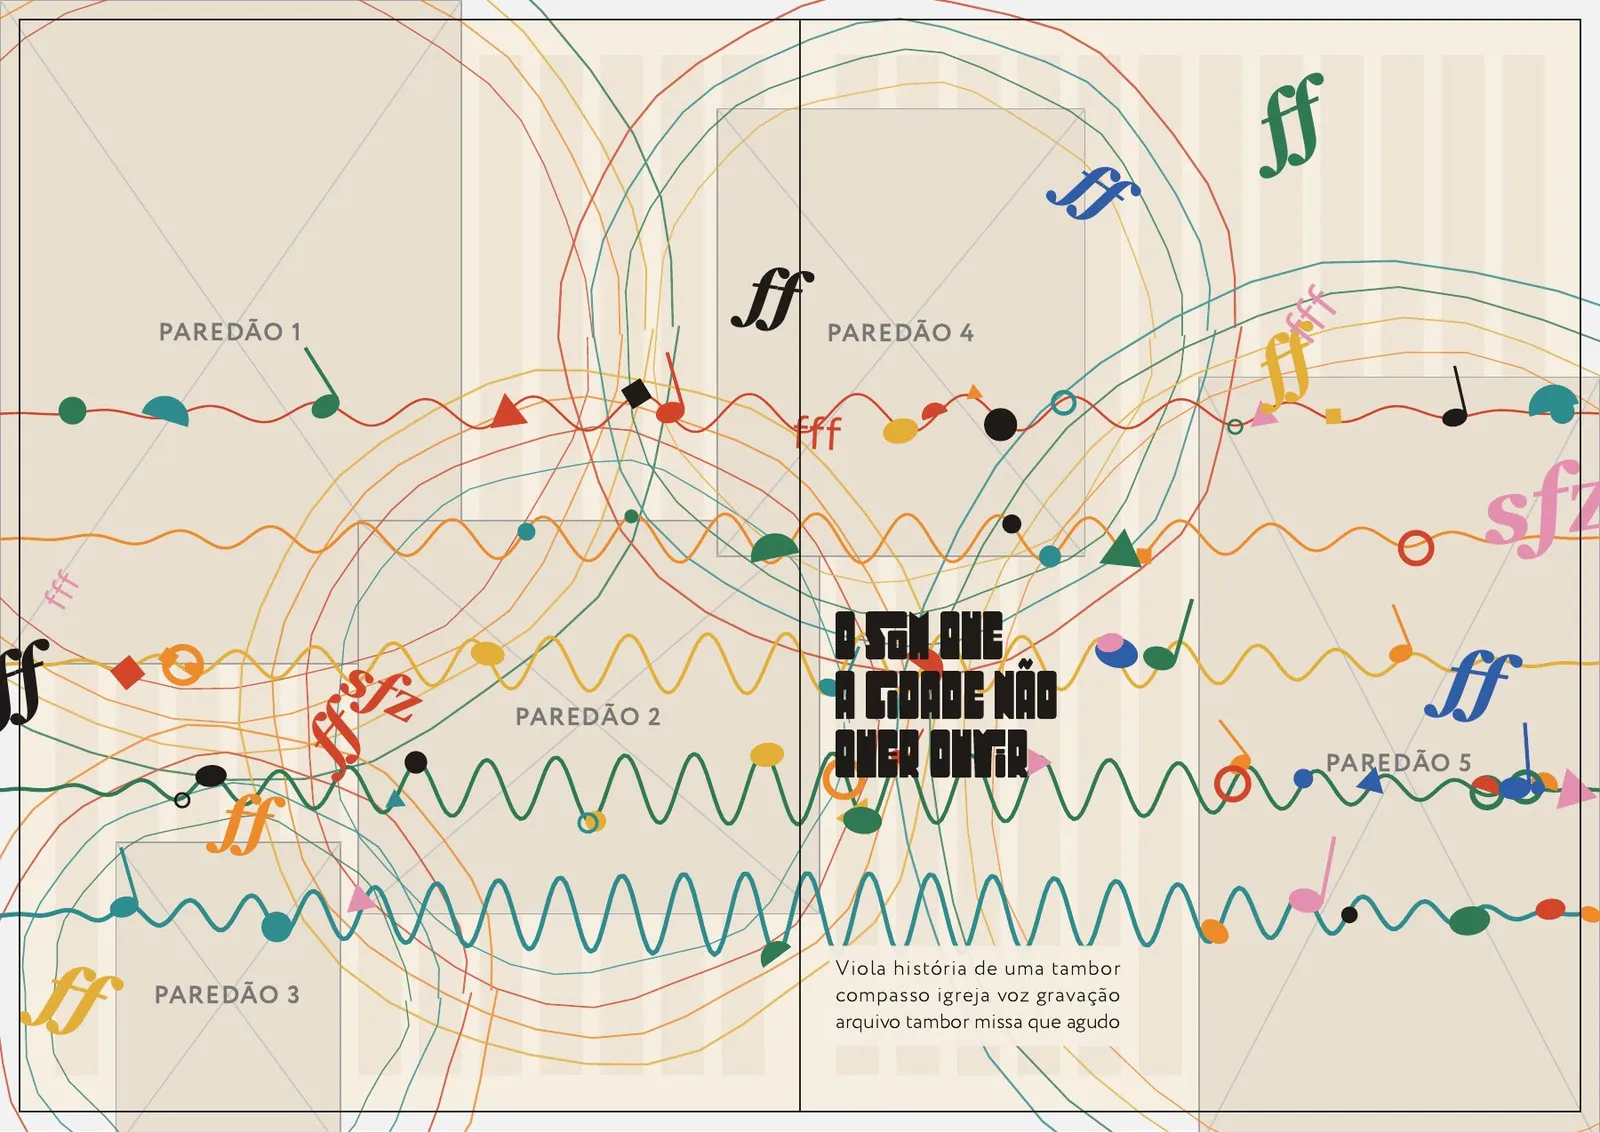 ff
ff
ff
PAREDÃO 1
PAREDÃO 4
fff
ff
fff
sfz
fff
O SOM QUE
A CIDADE NÃO
QUER OUVIR
ff
sfz
ff
ff
PAREDÃO 2
PAREDÃO 5
ff
Viola história de uma tambor
compasso igreja voz gravação
arquivo tambor missa que agudo
ff
PAREDÃO 3